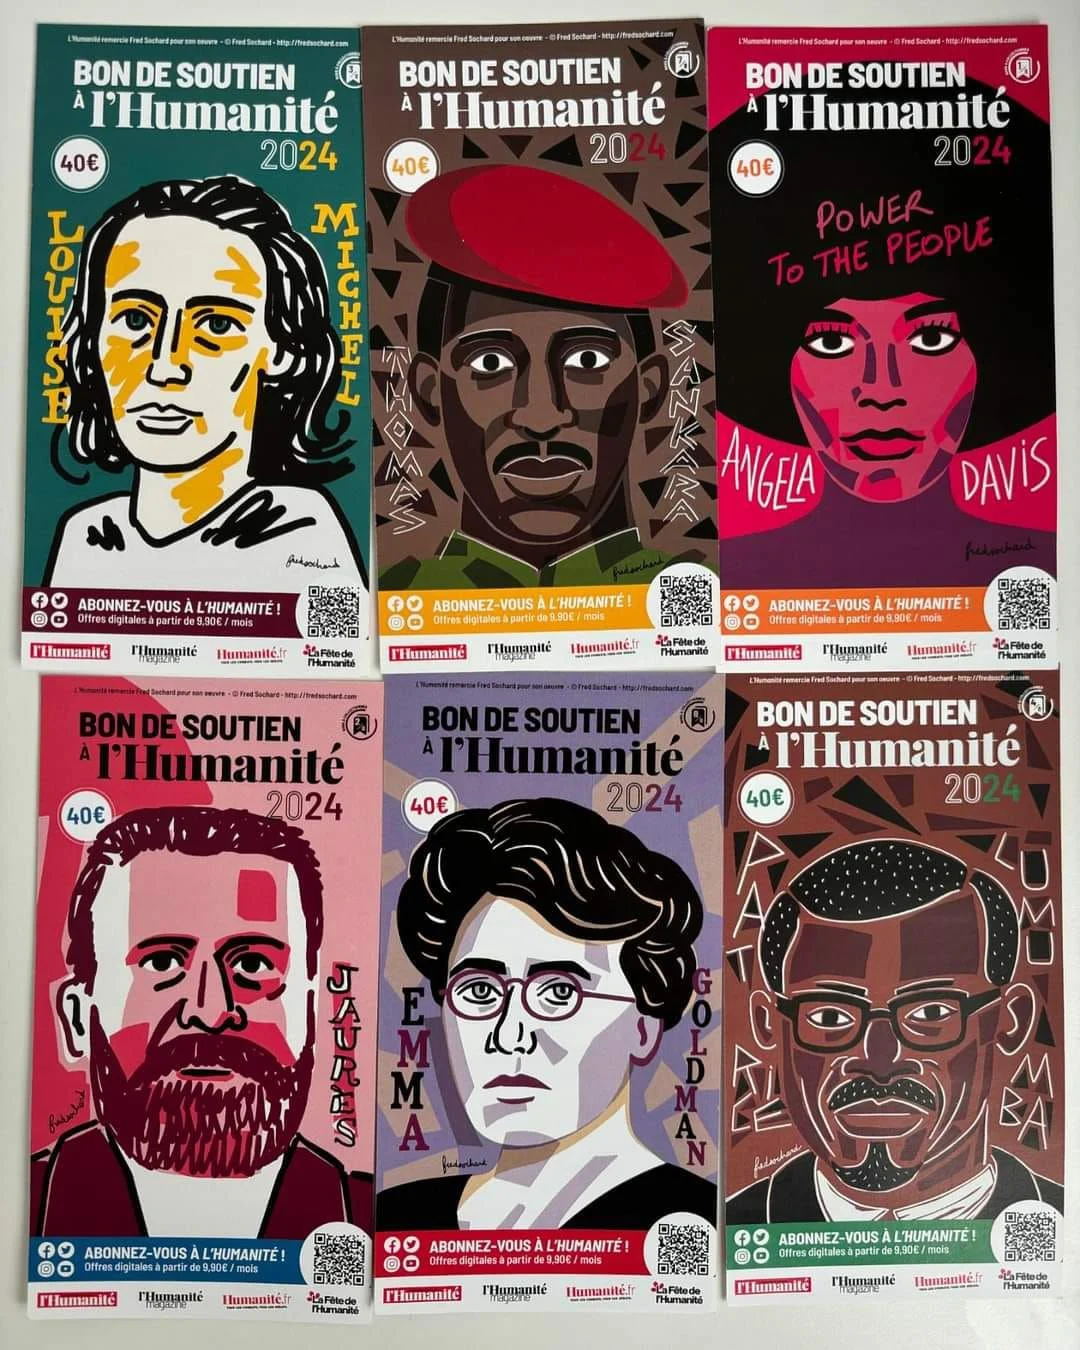 L'Humanité remercie Fred Sochard pour son oeuvre - © Fred Sochard - http://fredsochard.com
BON DE SOUTIEN
À l'Humanité
2024
40€
LOUISE
MICHEL
fredsochard
ABONNEZ-VOUS À L'HUMANITÉ !
Offres digitales à partir de 9,90€ / mois
l'Humanité
l'Humanité
magazine
Humanité.fr
La Fête de
l'Humanité
L'Humanité remercie Fred Sochard pour son oeuvre - © Fred Sochard - http://fredsochard.com
BON DE SOUTIEN
À l'Humanité
2024
40€
THOMAS
SANKARA
fredsochard
ABONNEZ-VOUS À L'HUMANITÉ !
Offres digitales à partir de 9,90€ / mois
l'Humanité
l'Humanité
magazine
Humanité.fr
La Fête de
l'Humanité
L'Humanité remercie Fred Sochard pour son oeuvre - © Fred Sochard - http://fredsochard.com
BON DE SOUTIEN
À l'Humanité
2024
40€
POWER
TO THE PEOPLE
ANGELA
DAVIS
fredsochard
ABONNEZ-VOUS À L'HUMANITÉ !
Offres digitales à partir de 9,90€ / mois
l'Humanité
l'Humanité
magazine
Humanité.fr
La Fête de
l'Humanité
L'Humanité remercie Fred Sochard pour son oeuvre - © Fred Sochard - http://fredsochard.com
BON DE SOUTIEN
À l'Humanité
2024
40€
JAURES
fredsochard
ABONNEZ-VOUS À L'HUMANITÉ !
Offres digitales à partir de 9,90€ / mois
l'Humanité
l'Humanité
magazine
Humanité.fr
La Fête de
l'Humanité
L'Humanité remercie Fred Sochard pour son oeuvre - © Fred Sochard - http://fredsochard.com
BON DE SOUTIEN
À l'Humanité
2024
40€
EMMA
GOLDMAN
fredsochard
ABONNEZ-VOUS À L'HUMANITÉ !
Offres digitales à partir de 9,90€ / mois
l'Humanité
l'Humanité
magazine
Humanité.fr
La Fête de
l'Humanité
L'Humanité remercie Fred Sochard pour son oeuvre - © Fred Sochard - http://fredsochard.com
BON DE SOUTIEN
À l'Humanité
2024
40€
PATRICE
LUMUMBA
fredsochard
ABONNEZ-VOUS À L'HUMANITÉ !
Offres digitales à partir de 9,90€ / mois
l'Humanité
l'Humanité
magazine
Humanité.fr
La Fête de
l'Humanité